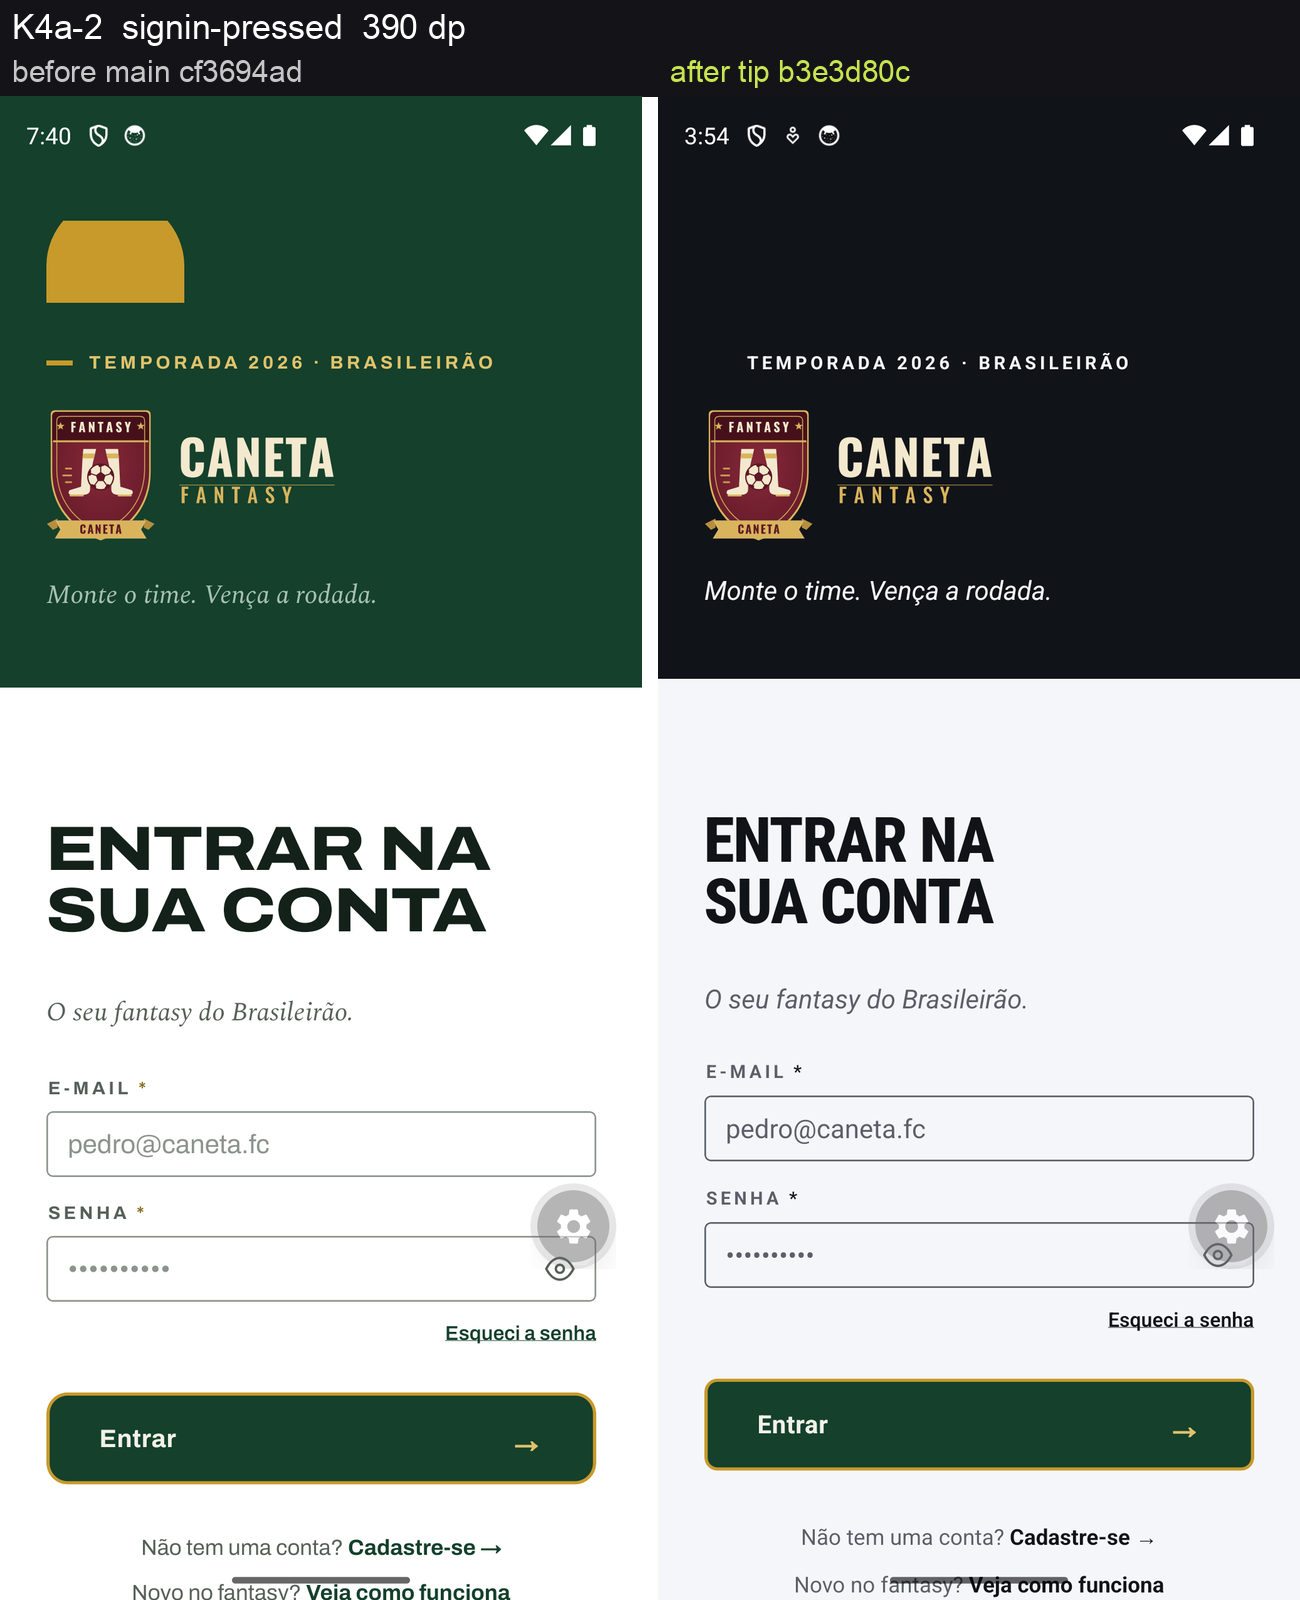 K4a-2 signin-pressed 390 dp
before main cf3694ad
after tip b3e3d80c
7:40
TEMPORADA 2026 · BRASILEIRÃO
FANTASY
CANETA
CANETA
FANTASY
Monte o time. Vença a rodada.
ENTRAR NA
SUA CONTA
O seu fantasy do Brasileirão.
E-MAIL *
pedro@caneta.fc
SENHA *
••••••••••
Esqueci a senha
Entrar →
Não tem uma conta? Cadastre-se →
Novo no fantasy? Veja como funciona
3:54
TEMPORADA 2026 · BRASILEIRÃO
FANTASY
CANETA
CANETA
FANTASY
Monte o time. Vença a rodada.
ENTRAR NA
SUA CONTA
O seu fantasy do Brasileirão.
E-MAIL *
pedro@caneta.fc
SENHA *
••••••••••
Esqueci a senha
Entrar →
Não tem uma conta? Cadastre-se →
Novo no fantasy? Veja como funciona